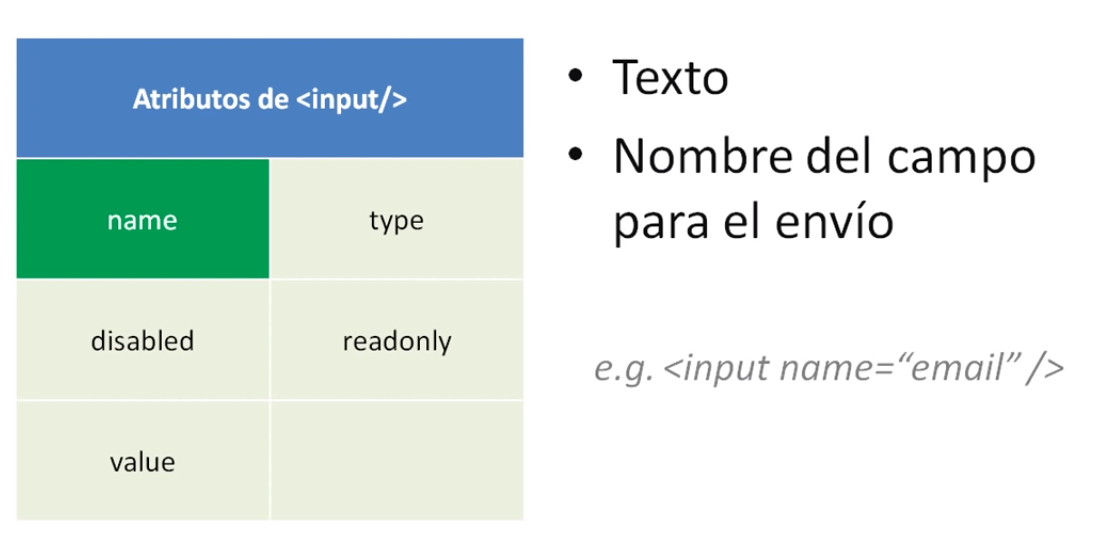 Atributos de <input/>
name type
disabled readonly
value
• Texto
• Nombre del campo
para el envío
e.g. <input name=“email” />